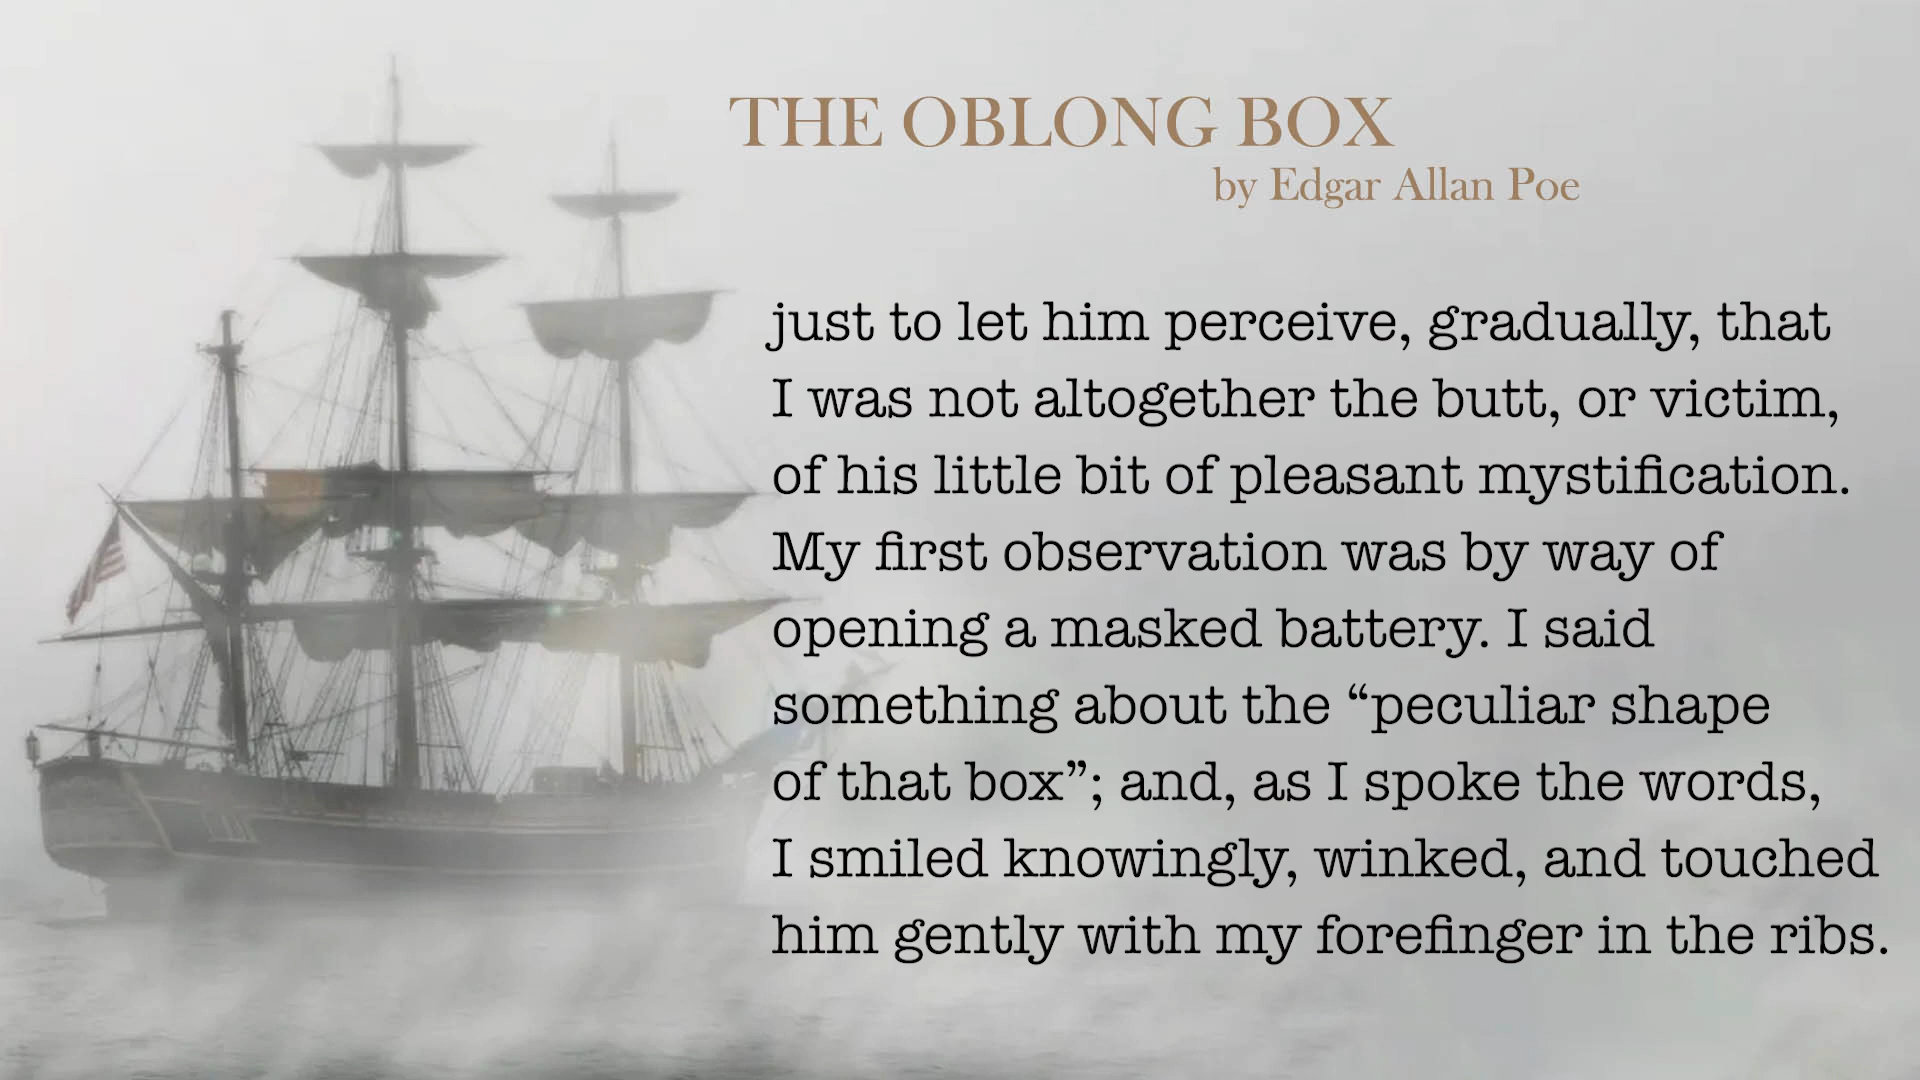 THE OBLONG BOX
by Edgar Allan Poe
just to let him perceive, gradually, that
I was not altogether the butt, or victim,
of his little bit of pleasant mystification.
My first observation was by way of
opening a masked battery. I said
something about the “peculiar shape
of that box”; and, as I spoke the words,
I smiled knowingly, winked, and touched
him gently with my forefinger in the ribs.